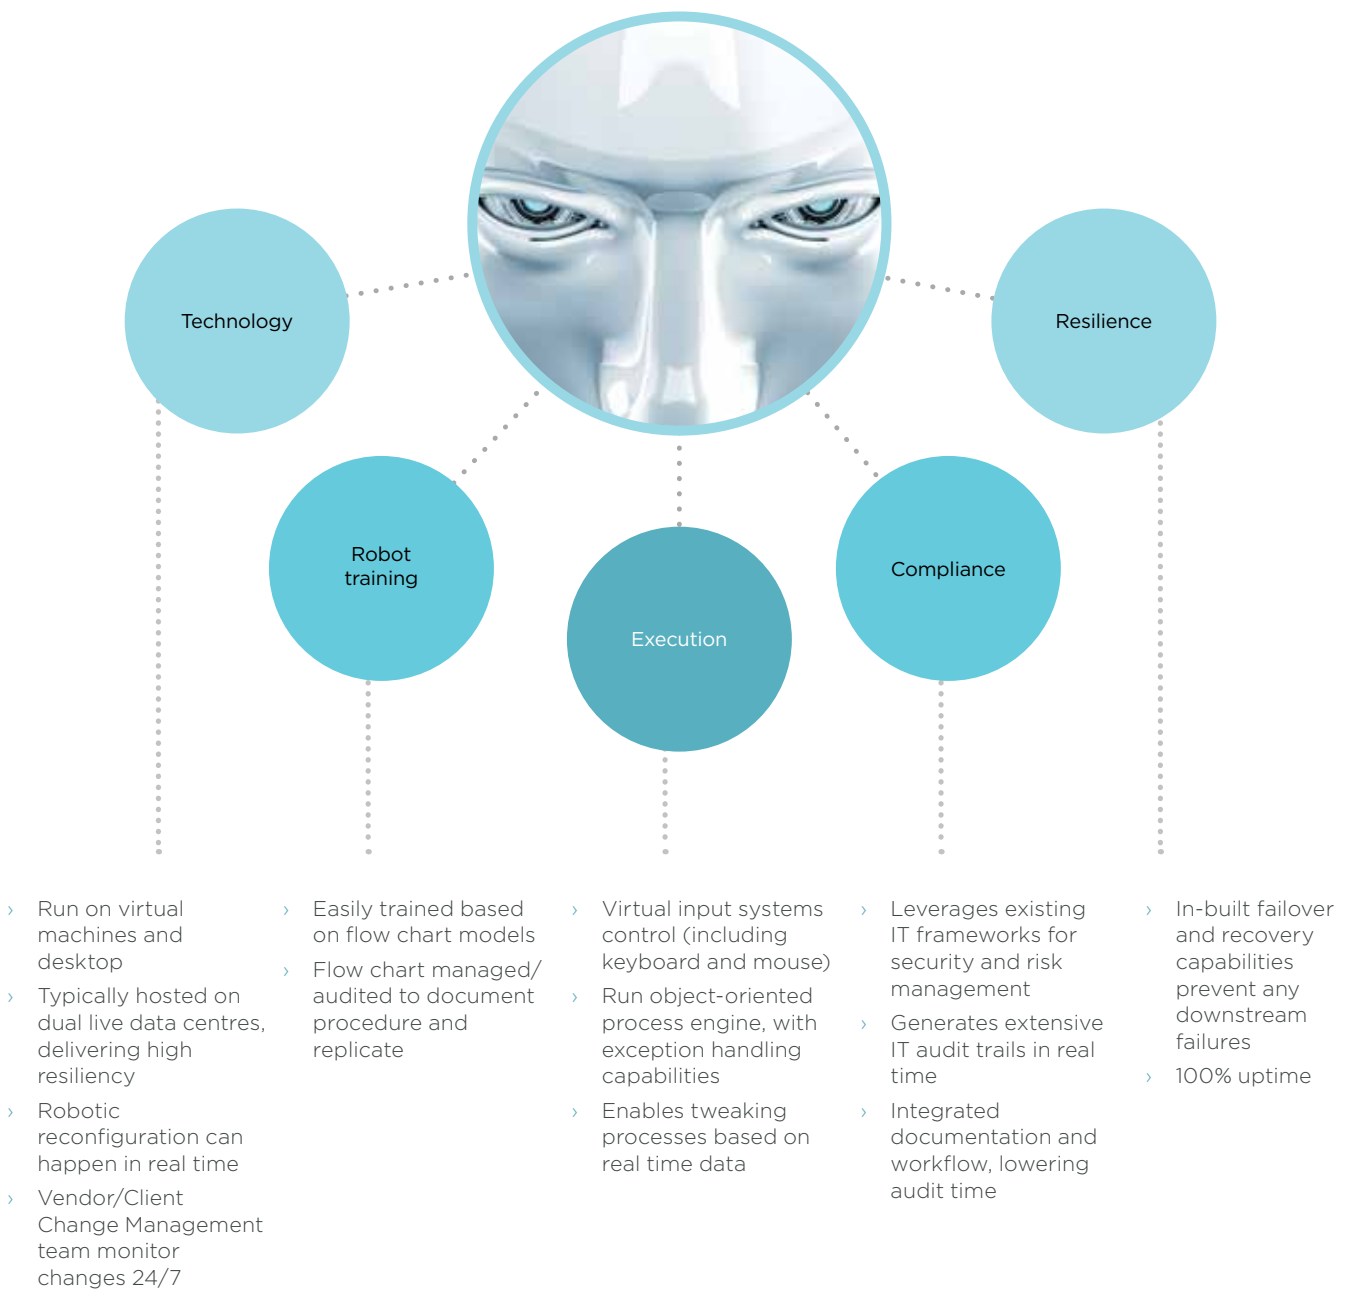 Technology
Resilience
Robot
training
Compliance
Execution
› Run on virtual
machines and
desktop
› Typically hosted on
dual live data centres,
delivering high
resiliency
› Robotic
reconfiguration can
happen in real time
› Vendor/Client
Change Management
team monitor
changes 24/7
› Easily trained based
on flow chart models
› Flow chart managed/
audited to document
procedure and
replicate
› Virtual input systems
control (including
keyboard and mouse)
› Run object-oriented
process engine, with
exception handling
capabilities
› Enables tweaking
processes based on
real time data
› Leverages existing
IT frameworks for
security and risk
management
› Generates extensive
IT audit trails in real
time
› Integrated
documentation and
workflow, lowering
audit time
› In-built failover
and recovery
capabilities
prevent any
downstream
failures
› 100% uptime